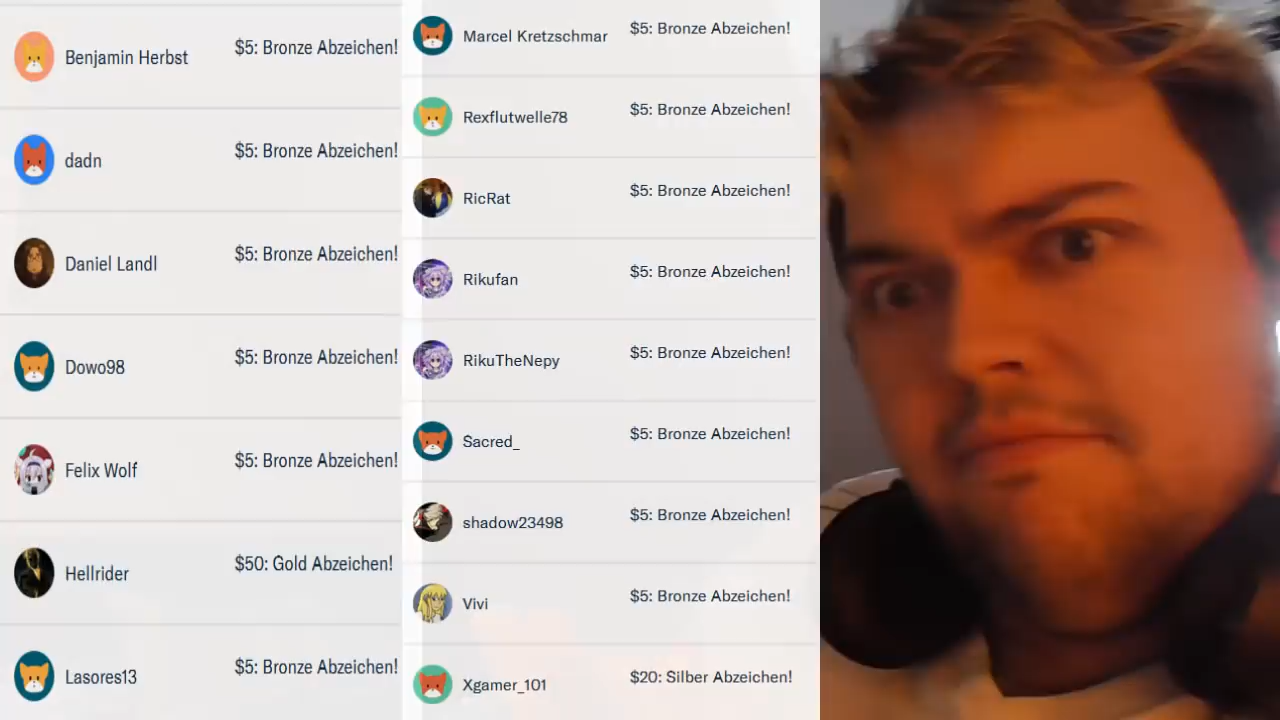 Benjamin Herbst $5: Bronze Abzeichen!
dadn $5: Bronze Abzeichen!
Daniel Landl $5: Bronze Abzeichen!
Dowo98 $5: Bronze Abzeichen!
Felix Wolf $5: Bronze Abzeichen!
Hellrider $50: Gold Abzeichen!
Lasores13 $5: Bronze Abzeichen!
Marcel Kretzschmar $5: Bronze Abzeichen!
Rexflutwelle78 $5: Bronze Abzeichen!
RicRat $5: Bronze Abzeichen!
Rikufan $5: Bronze Abzeichen!
RikuTheNepy $5: Bronze Abzeichen!
Sacred_ $5: Bronze Abzeichen!
shadow23498 $5: Bronze Abzeichen!
Vivi $5: Bronze Abzeichen!
Xgamer_101 $20: Silber Abzeichen!